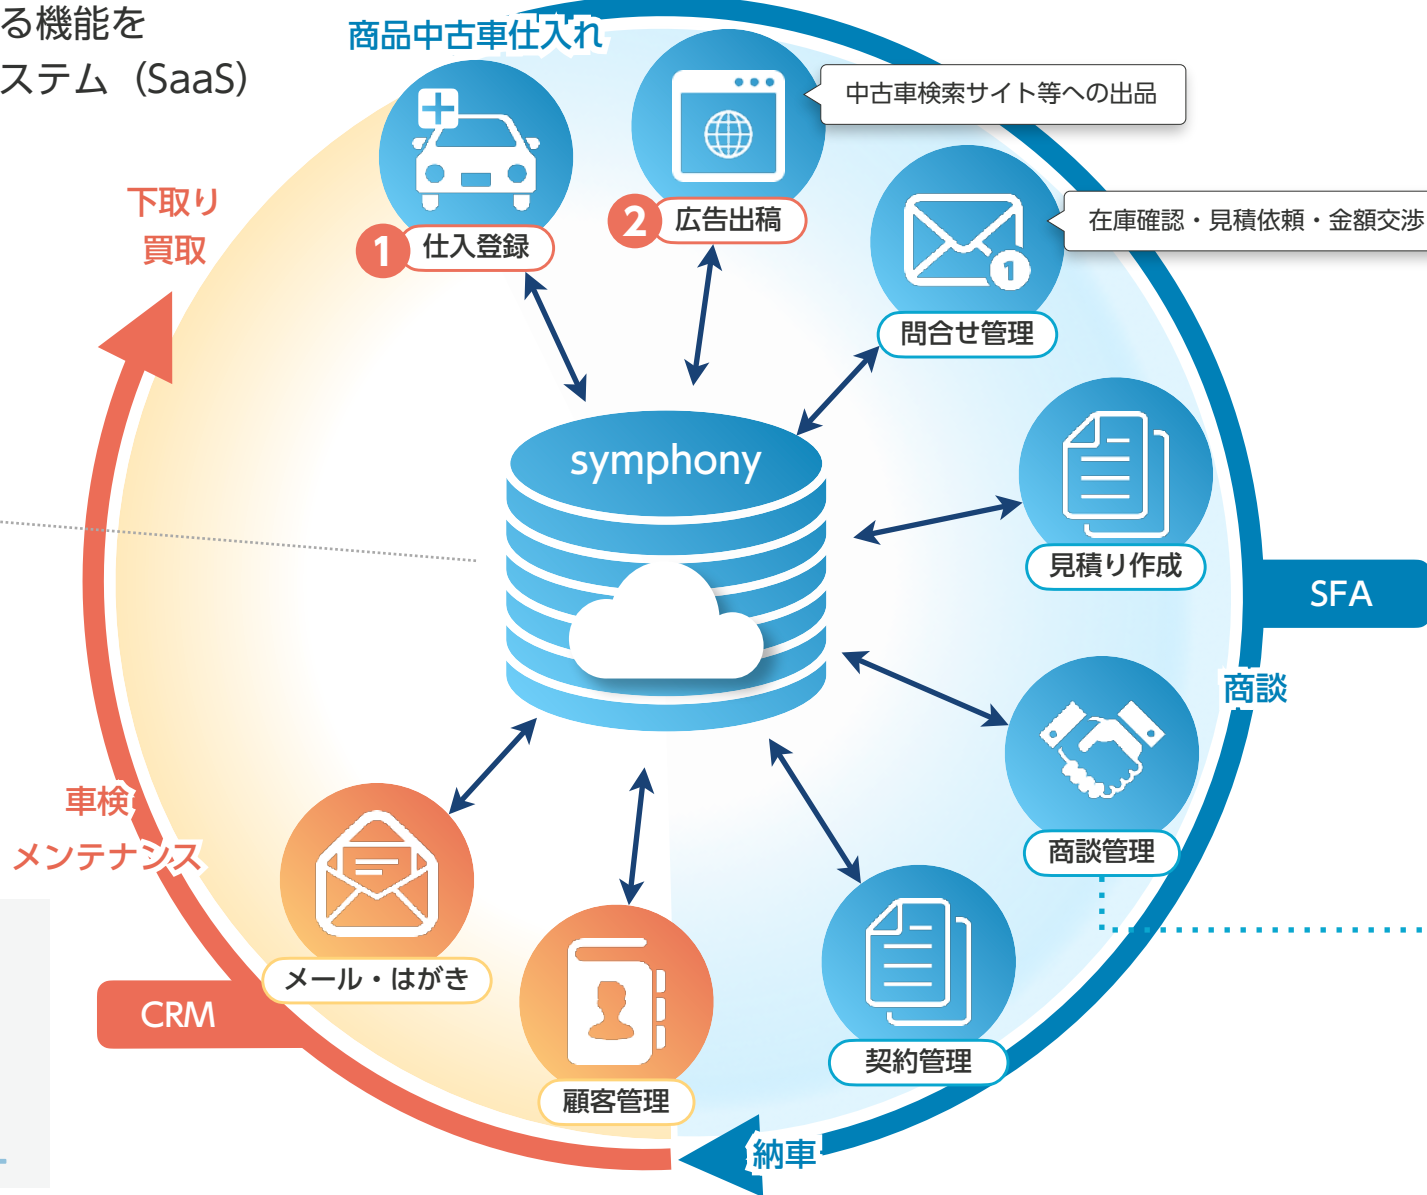 る機能を
ステム（SaaS）
商品中古車仕入れ
中古車検索サイト等への出品
下取り
買取
1 仕入登録
2 広告出稿
在庫確認・見積依頼・金額交渉
1
問合せ管理
symphony
見積り作成
SFA
商談
車検
メンテナンス
商談管理
メール・はがき
CRM
契約管理
顧客管理
納車